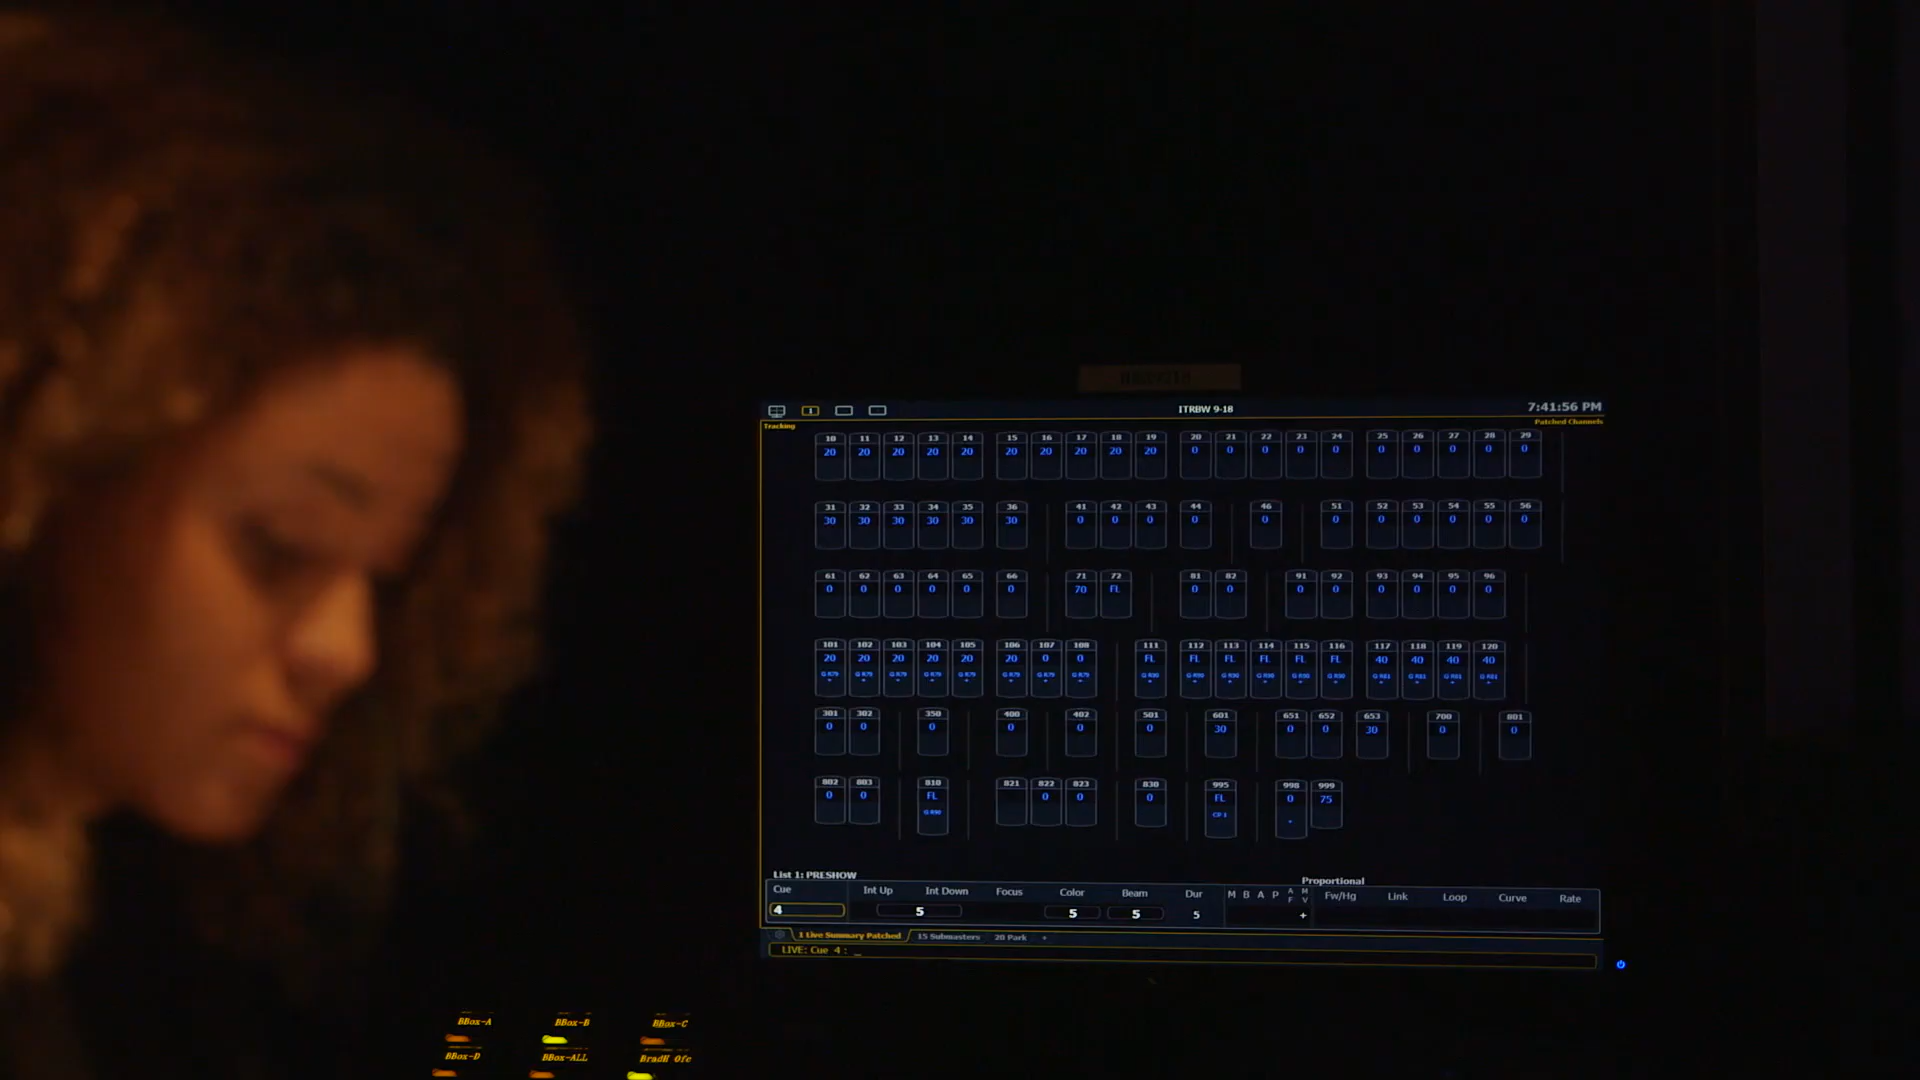 ITRBW 9-18
7:41:56 PM
Tracking
Patched Channels
10 11 12 13 14 15 16 17 18 19 20 21 22 23 24 25 26 27 28 29
20 20 20 20 20 20 20 20 20 20 0 0 0 0 0 0 0 0 0 0
31 32 33 34 35 36 41 42 43 44 46 51 52 53 54 55 56
30 30 30 30 30 30 0 0 0 0 0 0 0 0 0 0 0
61 62 63 64 65 66 71 72 81 82 91 92 93 94 95 96
0 0 0 0 0 0 70 FL 0 0 0 0 0 0 0 0
101 102 103 104 105 106 107 108 111 112 113 114 115 116 117 118 119 120
20 20 20 20 20 20 0 0 FL FL FL FL FL FL 40 40 40 40
G R79 G R79 G R79 G R79 G R79 G R79 G R79 G R79
301 302 350 400 402 501 601 651 652 653 700 801
0 0 0 0 0 0 30 0 0 30 0 0
802 803 810 821 822 823 830 995 998 999
0 0 FL 0 0 0 FL 0 75
List 1: PRESHOW
Proportional
Cue Int Up Int Down Focus Color Beam Dur M B A P AF MV Fw/Hg Link Loop Curve Rate
4 5 5 5 5 +
1 Live Summary Patched 15 Submasters 20 Park +
LIVE: Cue 4 : _
BBox-A BBox-B BBox-C
BBox-D BBox-ALL BradH Ofc